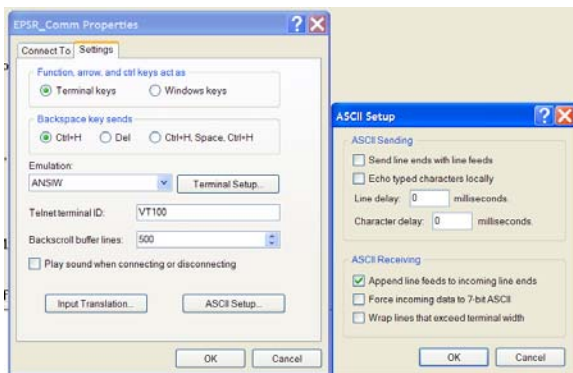 EPSR_Comm Properties
Connect To Settings
Function, arrow, and ctrl keys act as
Terminal keys Windows keys
Backspace key sends
Ctrl+H Del Ctrl+H, Space, Ctrl+H
Emulation:
ANSIW Terminal Setup...
Telnet terminal ID: VT100
Backscroll buffer lines: 500
Play sound when connecting or disconnecting
Input Translation... ASCII Setup...
OK Cancel
ASCII Setup
ASCII Sending
Send line ends with line feeds
Echo typed characters locally
Line delay: 0 milliseconds.
Character delay: 0 milliseconds.
ASCII Receiving
Append line feeds to incoming line ends
Force incoming data to 7-bit ASCII
Wrap lines that exceed terminal width
OK Cancel